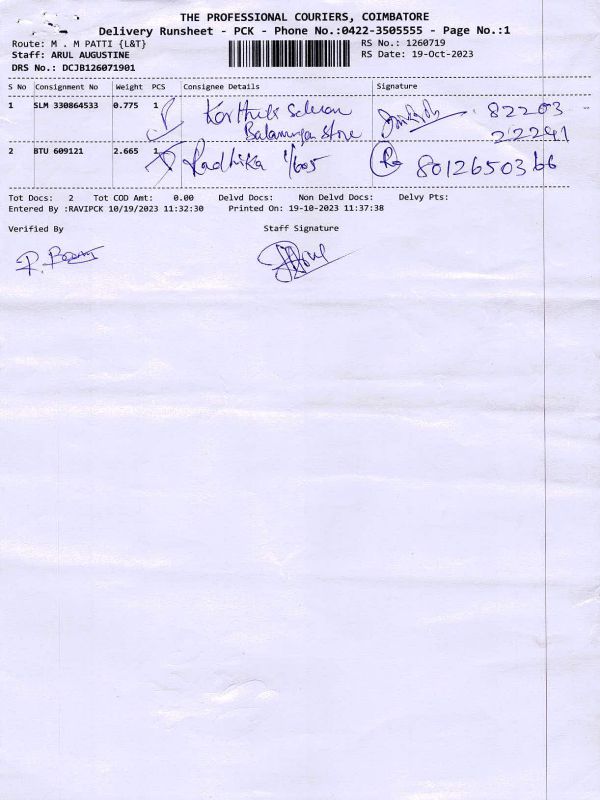 THE PROFESSIONAL COURIERS, COIMBATORE
Delivery Runsheet - PCK - Phone No.:0422-3505555 - Page No.:1
Route: M . M PATTI {L&T}
RS No.: 1260719
Staff: ARUL AUGUSTINE
RS Date: 19-Oct-2023
DRS No.: DCJB126071901
S No Consignment No Weight PCS Consignee Details Signature
1 SLM 330864533 0.775 1 Karthik 82203
Store 22291
2 BTU 609121 2.665 1 Radhika 1/605 8012650366
Tot Docs: 2 Tot COD Amt: 0.00 Delvd Docs: Non Delvd Docs: Delvy Pts:
Entered By :RAVIPCK 10/19/2023 11:32:30 Printed On: 19-10-2023 11:37:38
Verified By Staff Signature